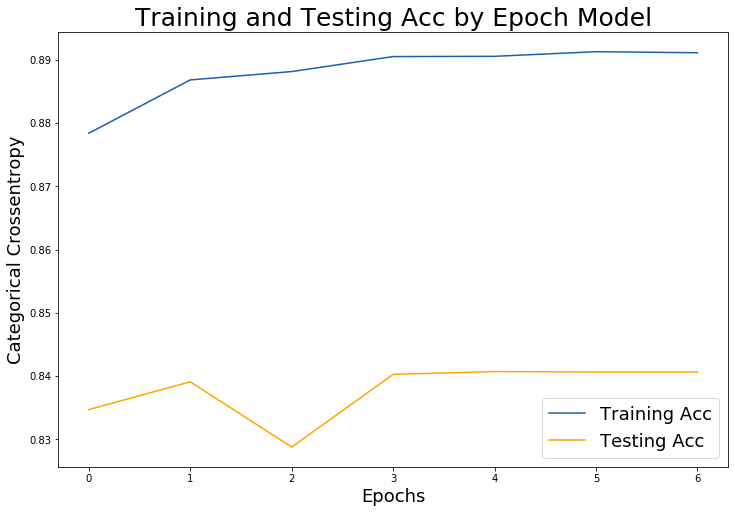 Training and Testing Acc by Epoch Model
Categorical Crossentropy
0.89
0.88
0.87
0.86
0.85
0.84
0.83
Training Acc
Testing Acc
0 1 2 3 4 5 6
Epochs